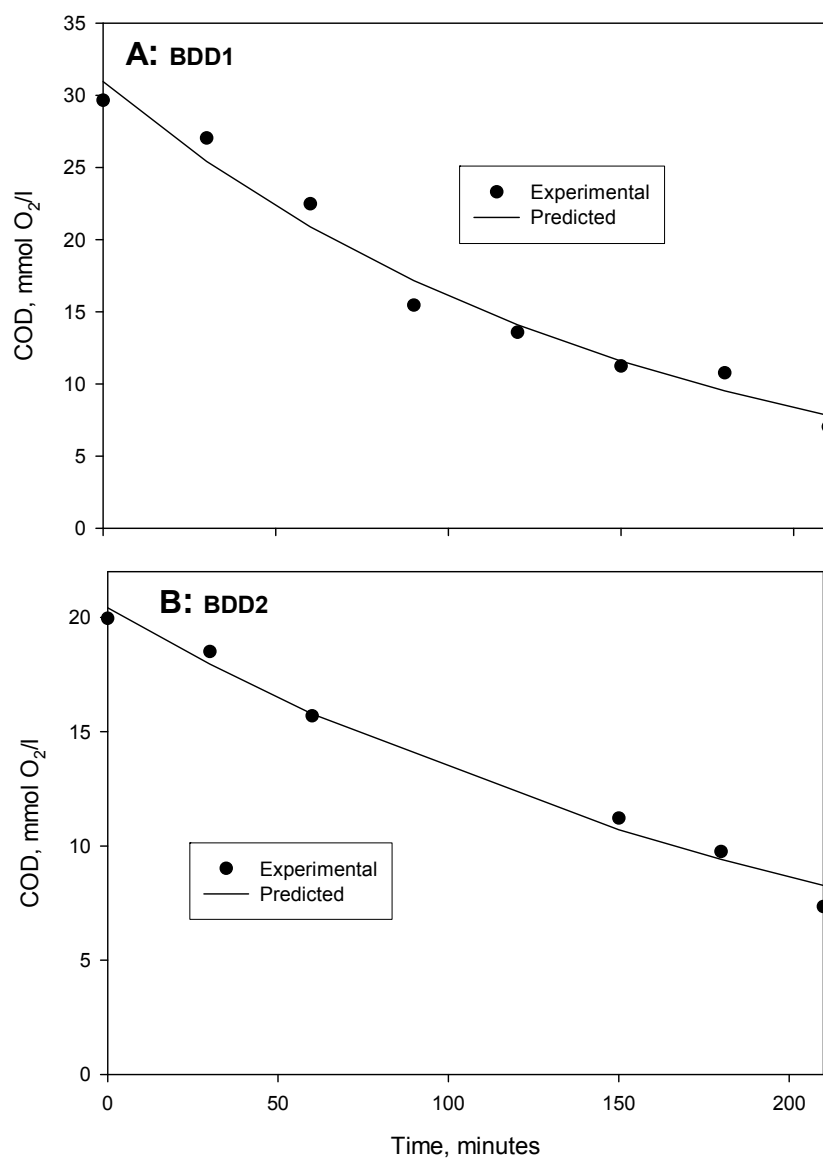 35
A: BDD1
30
25
Experimental
Predicted
20
15
10
5
0
COD, mmol O₂/l
B: BDD2
20
15
10
Experimental
Predicted
5
0
COD, mmol O₂/l
0 50 100 150 200
Time, minutes